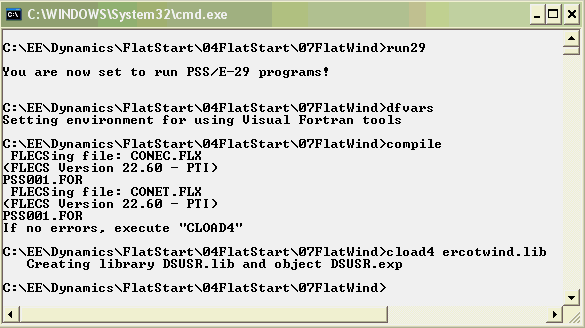 C:\WINDOWS\System32\cmd.exe
C:\EE\Dynamics\FlatStart\04FlatStart\07FlatWind>run29
You are now set to run PSS/E-29 programs!
C:\EE\Dynamics\FlatStart\04FlatStart\07FlatWind>dfvars
Setting environment for using Visual Fortran tools
C:\EE\Dynamics\FlatStart\04FlatStart\07FlatWind>compile
FLECSing file: CONEC.FLX
(FLECS Version 22.60 - PTI)
PSS001.FOR
FLECSing file: CONET.FLX
(FLECS Version 22.60 - PTI)
PSS001.FOR
If no errors, execute "CLOAD4"
C:\EE\Dynamics\FlatStart\04FlatStart\07FlatWind>cload4 ercotwind.lib
Creating library DSUSR.lib and object DSUSR.exp
C:\EE\Dynamics\FlatStart\04FlatStart\07FlatWind>